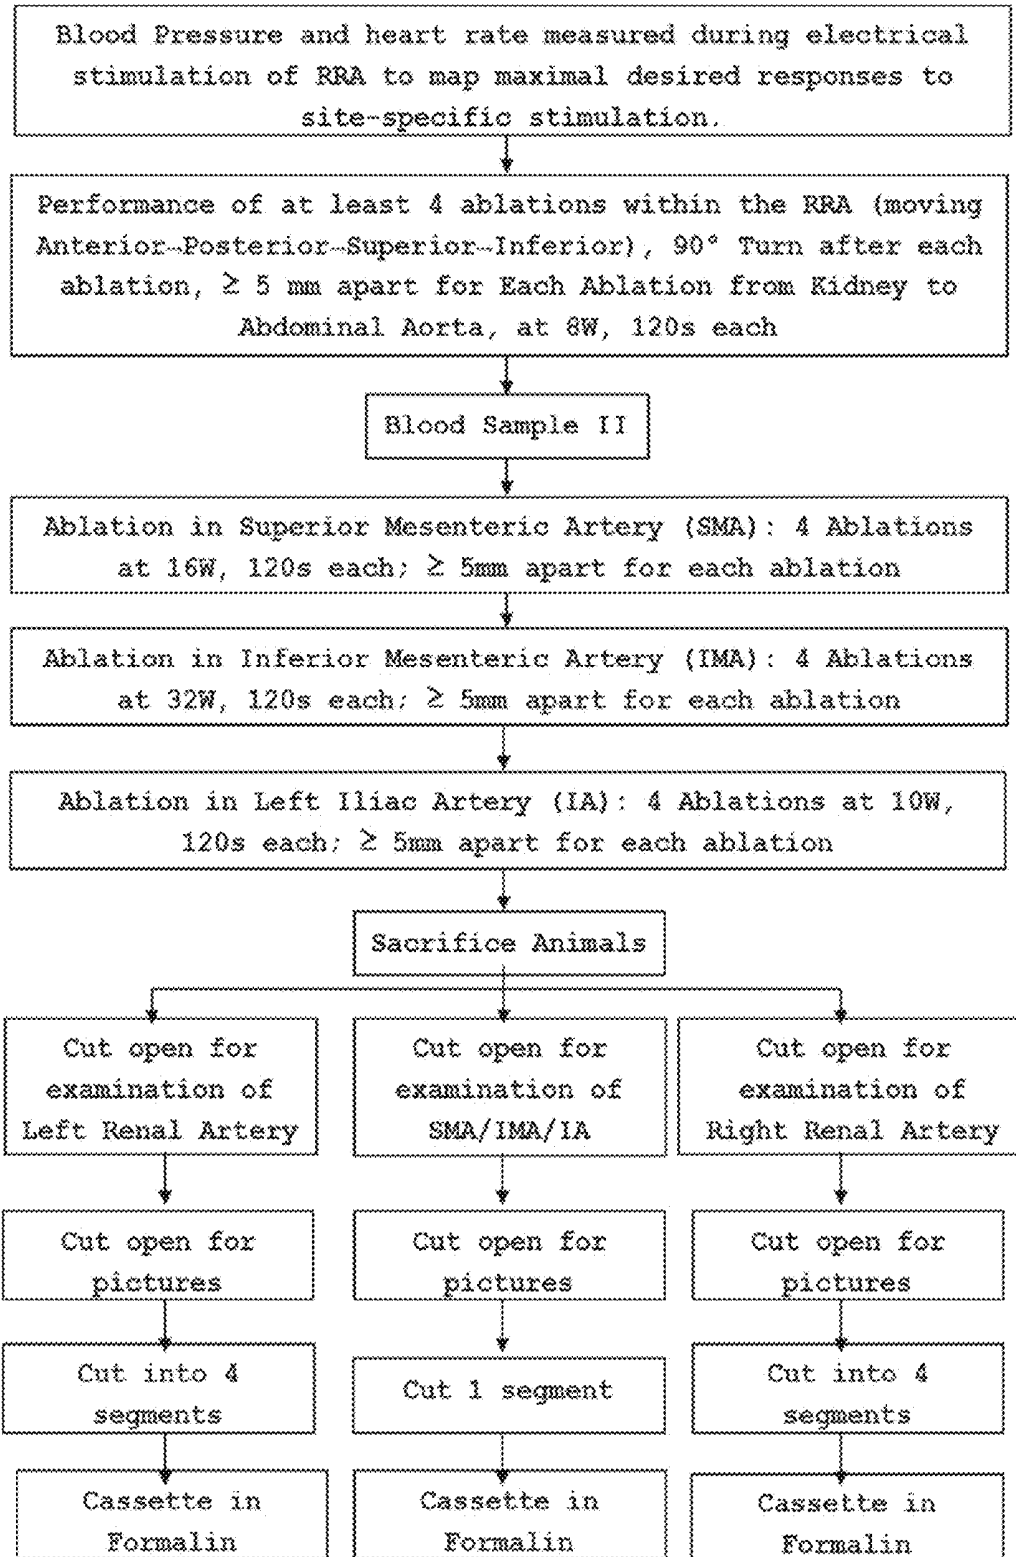 Blood Pressure and heart rate measured during electrical
stimulation of RRA to map maximal desired responses to
site-specific stimulation.
Performance of at least 4 ablations within the RRA (moving
Anterior→Posterior→Superior→Inferior), 90° Turn after each
ablation, ≥ 5 mm apart for Each Ablation from Kidney to
Abdominal Aorta, at 8W, 120s each
Blood Sample II
Ablation in Superior Mesenteric Artery (SMA): 4 Ablations
at 16W, 120s each; ≥ 5mm apart for each ablation
Ablation in Inferior Mesenteric Artery (IMA): 4 Ablations
at 32W, 120s each; ≥ 5mm apart for each ablation
Ablation in Left Iliac Artery (IA): 4 Ablations at 10W,
120s each; ≥ 5mm apart for each ablation
Sacrifice Animals
Cut open for
examination of
Left Renal Artery
Cut open for
examination of
SMA/IMA/IA
Cut open for
examination of
Right Renal Artery
Cut open for
pictures
Cut open for
pictures
Cut open for
pictures
Cut into 4
segments
Cut 1 segment
Cut into 4
segments
Cassette in
Formalin
Cassette in
Formalin
Cassette in
Formalin